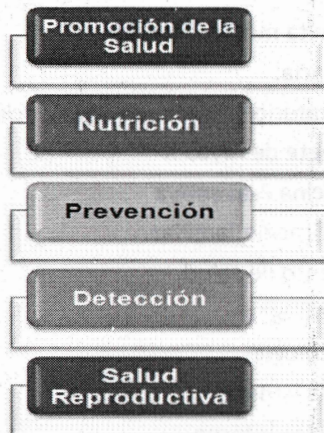 Promoción de la
Salud
Nutrición
Prevención
Detección
Salud
Reproductiva